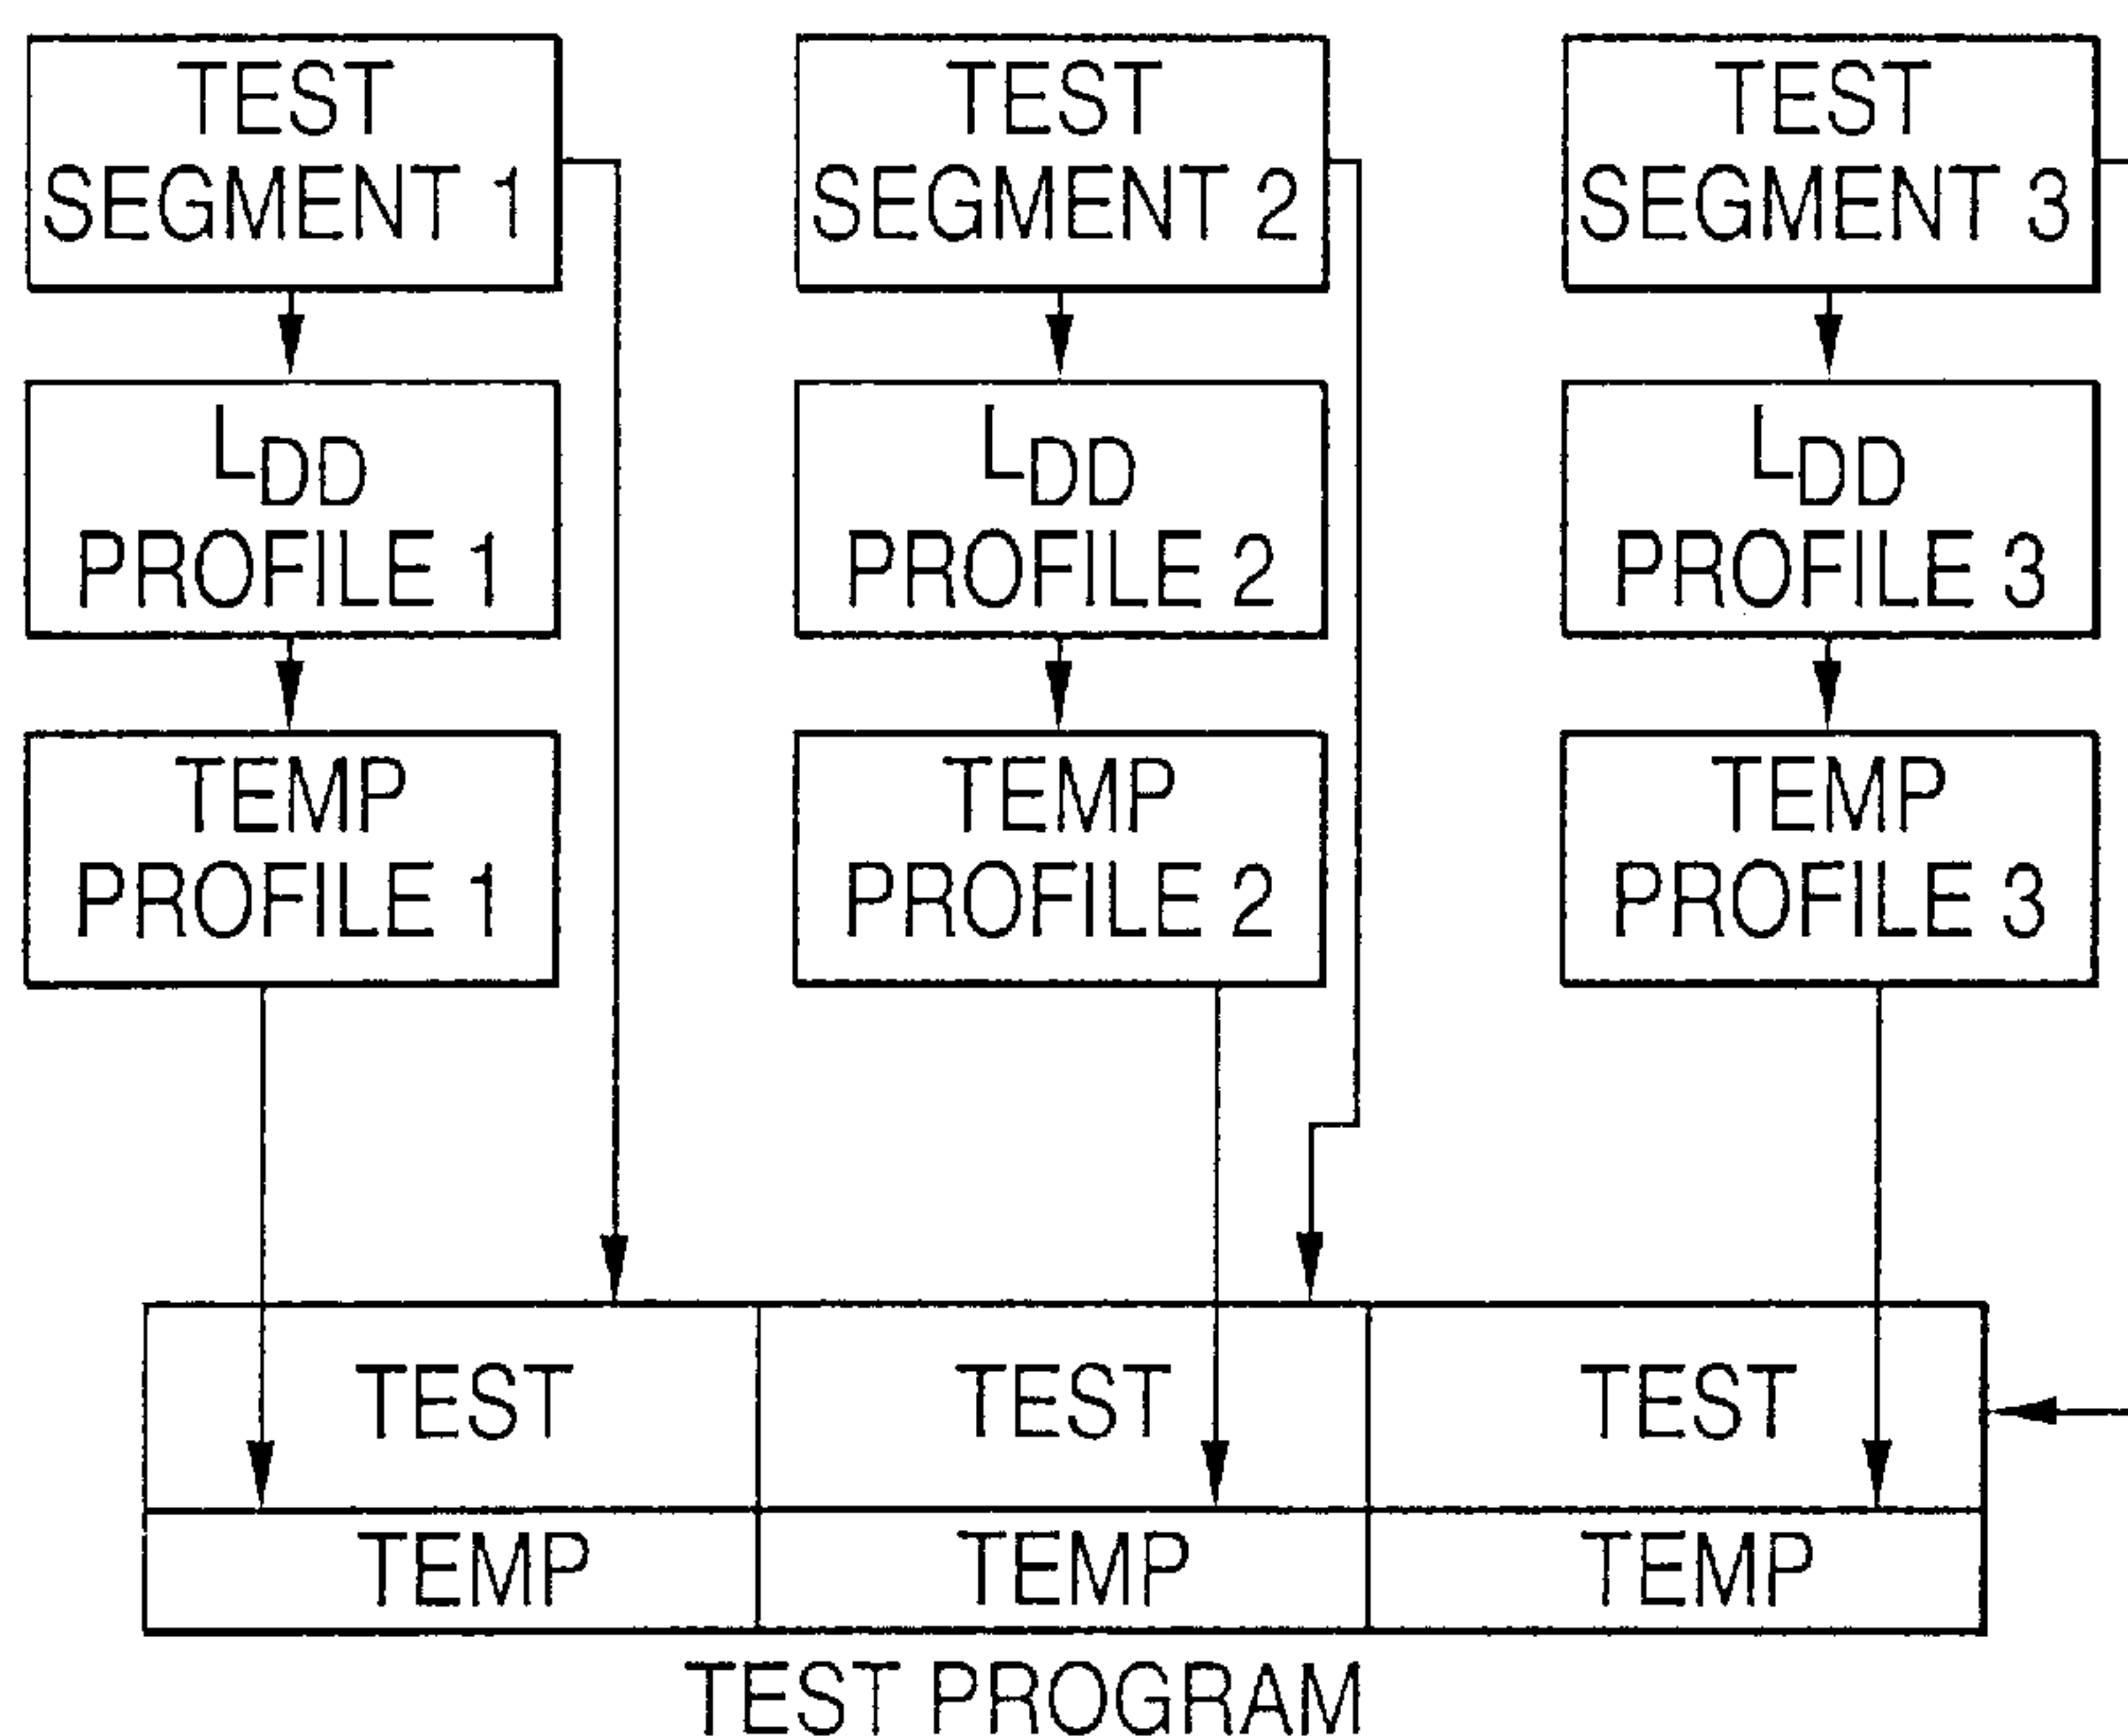 TEST
SEGMENT 1
TEST
SEGMENT 2
TEST
SEGMENT 3
LDD
PROFILE 1
LDD
PROFILE 2
LDD
PROFILE 3
TEMP
PROFILE 1
TEMP
PROFILE 2
TEMP
PROFILE 3
TEST
TEST
TEST
TEMP
TEMP
TEMP
TEST PROGRAM